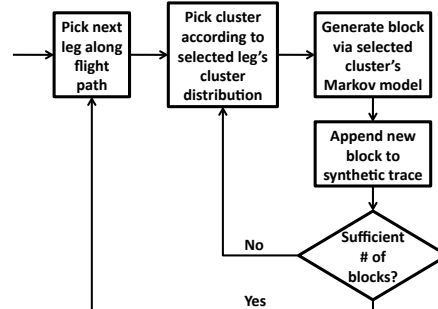 Pick next
leg along
flight
path
Pick cluster
according to
selected leg's
cluster
distribution
Generate block
via selected
cluster's
Markov model
Append new
block to
synthetic trace
Sufficient
# of
blocks?
No
Yes